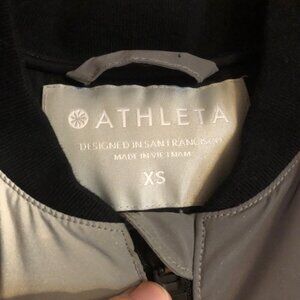 ATHLETA
DESIGNED IN SAN FRANCISCO
MADE IN VIETNAM
XS